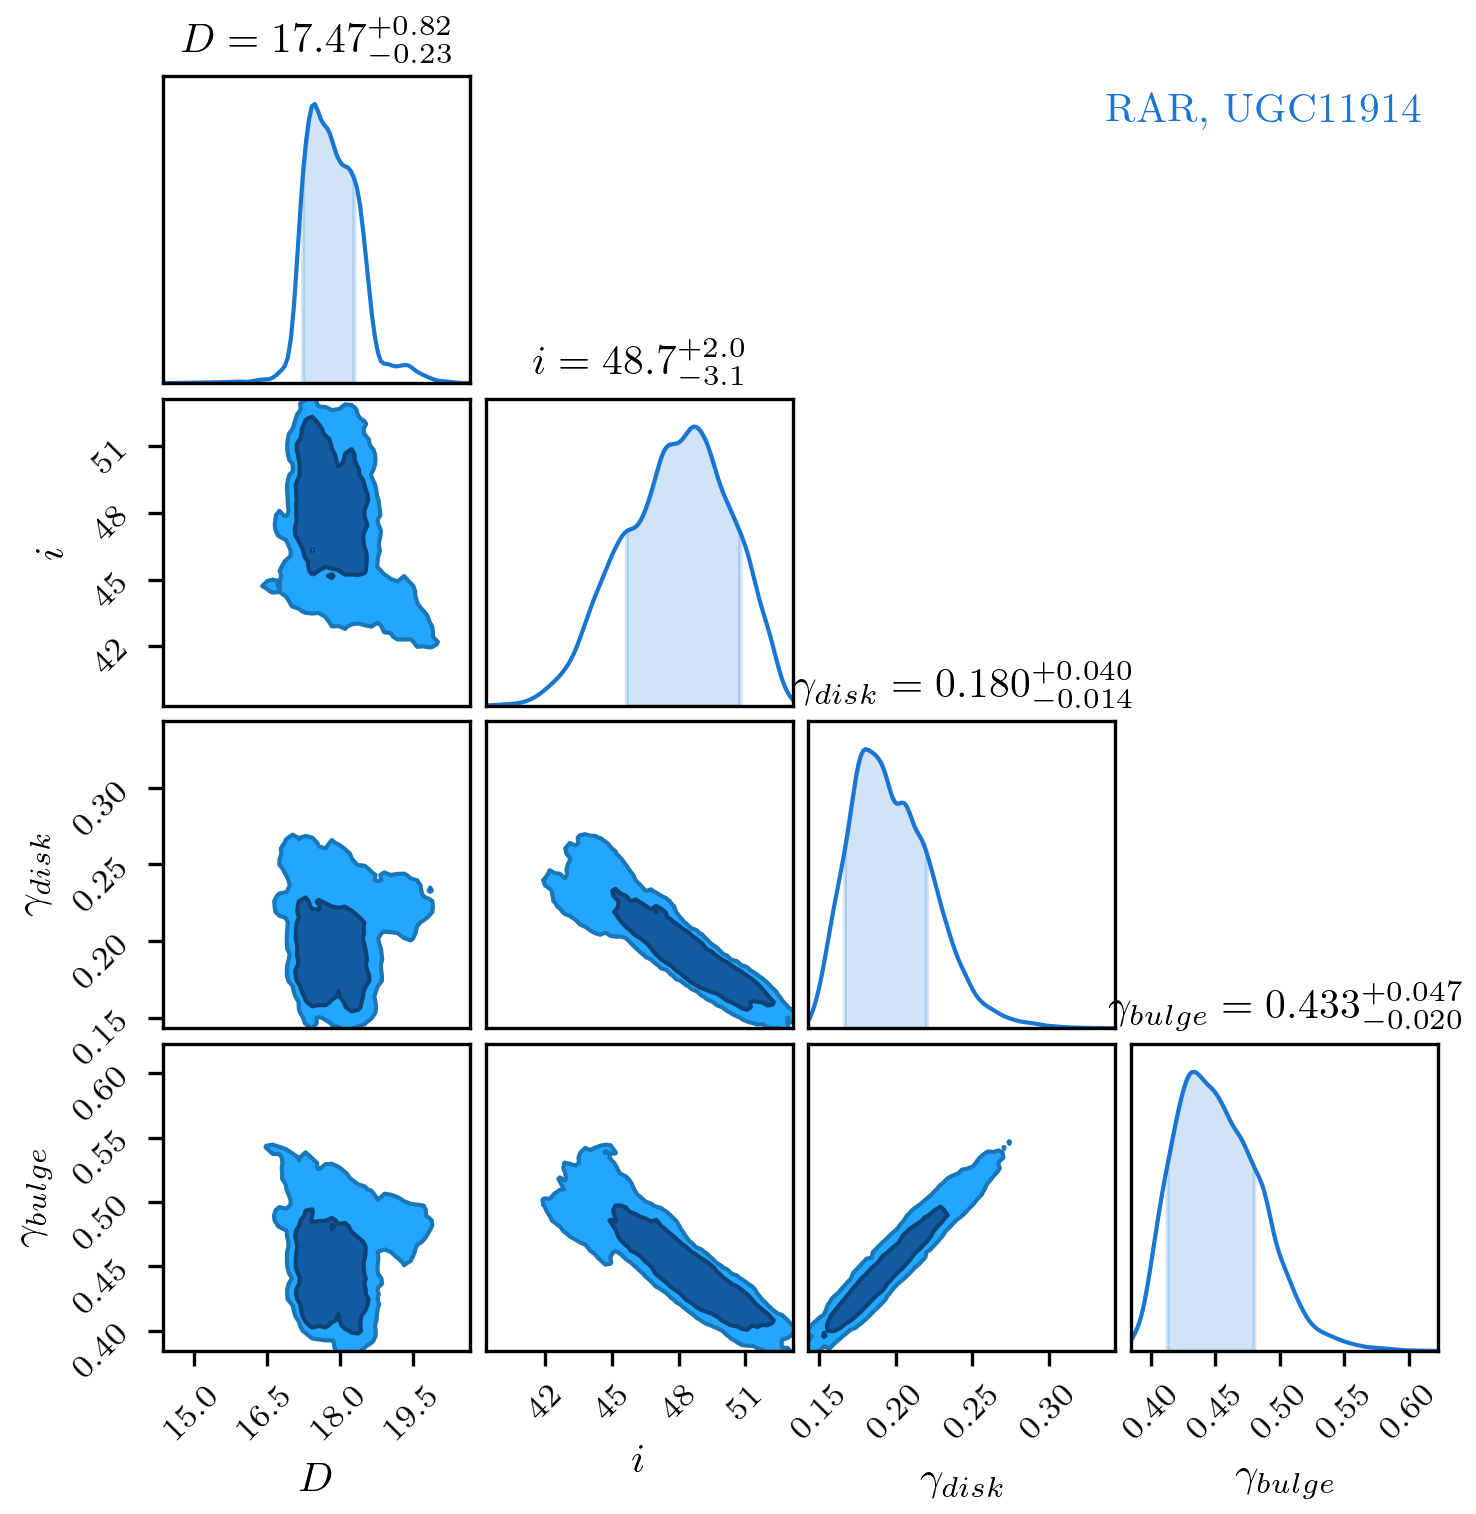 D = 17.47^{+0.82}_{-0.23}
RAR, UGC11914
i = 48.7^{+2.0}_{-3.1}
i
51
48
45
42
γ_{disk} = 0.180^{+0.040}_{-0.014}
γ_{disk}
0.30
0.25
0.20
0.15
γ_{bulge} = 0.433^{+0.047}_{-0.020}
γ_{bulge}
0.60
0.55
0.50
0.45
0.40
15.0 16.5 18.0 19.5
42 45 48 51
0.15 0.20 0.25 0.30
0.40 0.45 0.50 0.55 0.60
D
i
γ_{disk}
γ_{bulge}